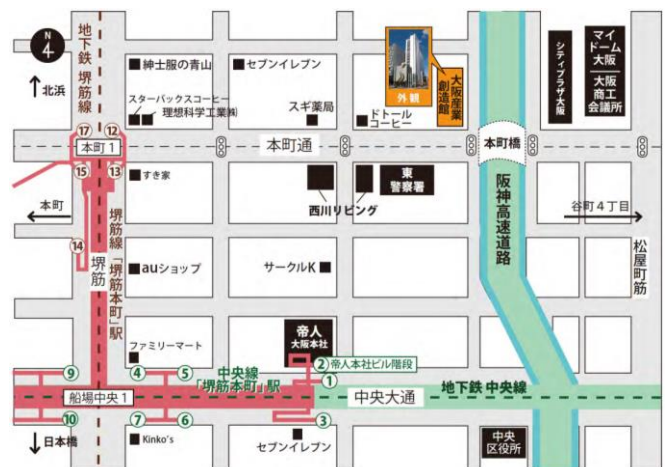 N
地下鉄 堺筋線
北浜
紳士服の青山
セブンイレブン
スターバックスコーヒー
理想科学工業㈱
スギ薬局
外観
大阪産業
創造館
ドトール
コーヒー
シティプラザ大阪
マイ
ドーム
大阪
大阪
商工
会議所
⑰
⑫
本町1
本町通
本町橋
⑮
⑬
すき家
西川リビング
東
警察署
本町
谷町4丁目
阪神高速道路
松屋町筋
⑭
堺筋
堺筋線「堺筋本町」駅
auショップ
サークルK
ファミリーマート
帝人
大阪本社
②帝人本社ビル階段
①
⑨
④
⑤
中央線
「堺筋本町」駅
船場中央1
中央大通
地下鉄 中央線
⑩
⑦
⑥
③
日本橋
Kinko's
セブンイレブン
中央
区役所